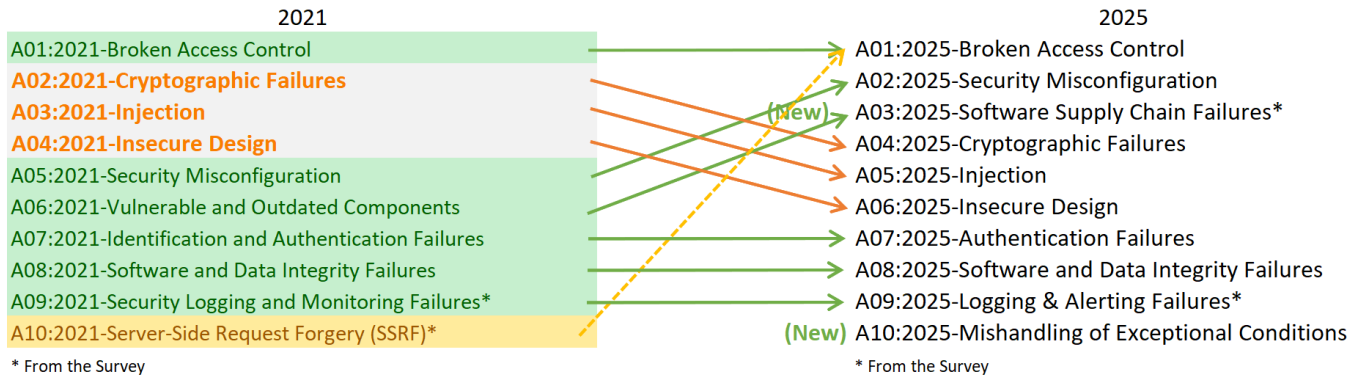 2021
A01:2021-Broken Access Control
A02:2021-Cryptographic Failures
A03:2021-Injection
A04:2021-Insecure Design
A05:2021-Security Misconfiguration
A06:2021-Vulnerable and Outdated Components
A07:2021-Identification and Authentication Failures
A08:2021-Software and Data Integrity Failures
A09:2021-Security Logging and Monitoring Failures*
A10:2021-Server-Side Request Forgery (SSRF)*
* From the Survey
2025
A01:2025-Broken Access Control
A02:2025-Security Misconfiguration
(New) A03:2025-Software Supply Chain Failures*
A04:2025-Cryptographic Failures
A05:2025-Injection
A06:2025-Insecure Design
A07:2025-Authentication Failures
A08:2025-Software and Data Integrity Failures
A09:2025-Logging & Alerting Failures*
(New) A10:2025-Mishandling of Exceptional Conditions
* From the Survey